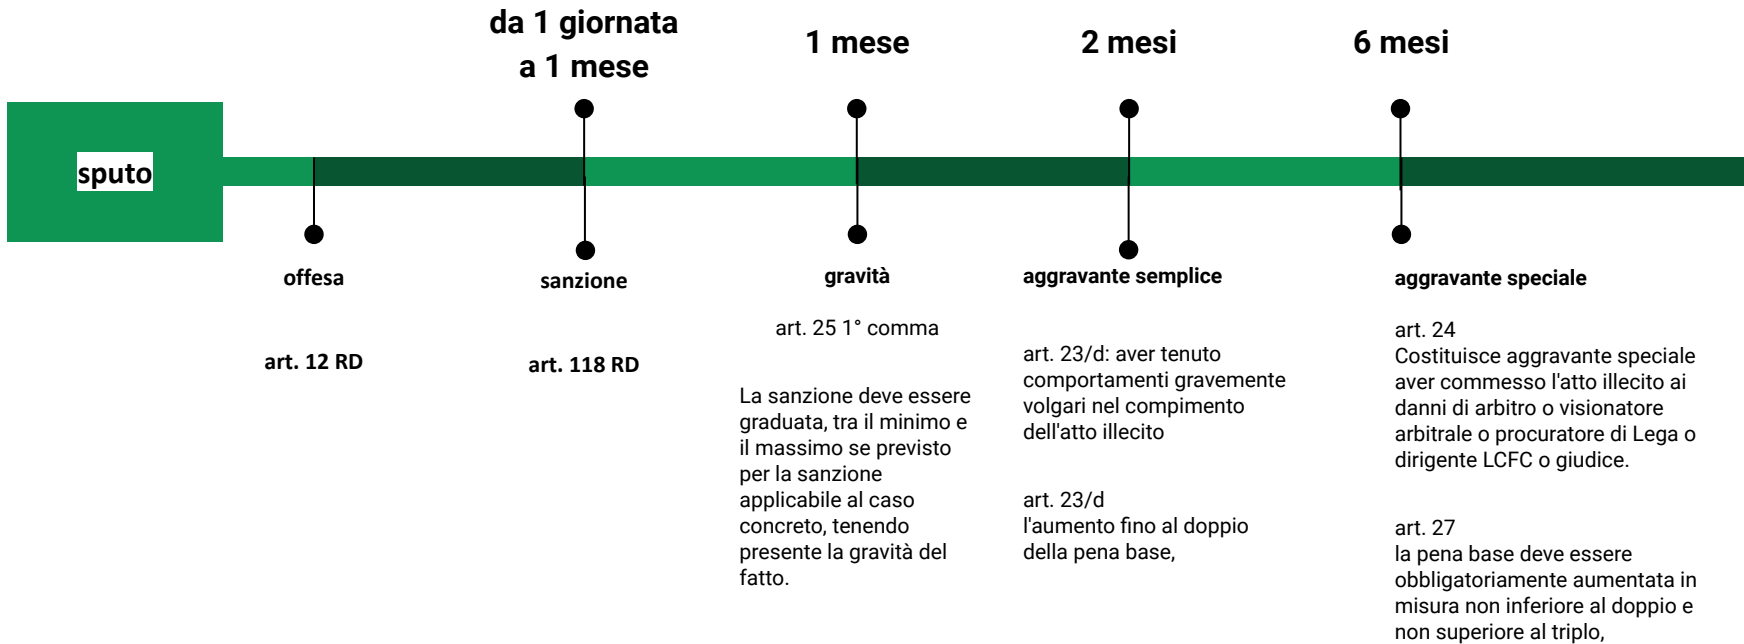 da 1 giornata
a 1 mese
1 mese
2 mesi
6 mesi
sputo
offesa
art. 12 RD
sanzione
art. 118 RD
gravità
art. 25 1° comma
La sanzione deve essere
graduata, tra il minimo e
il massimo se previsto
per la sanzione
applicabile al caso
concreto, tenendo
presente la gravità del
fatto.
aggravante semplice
art. 23/d: aver tenuto
comportamenti gravemente
volgari nel compimento
dell'atto illecito
art. 23/d
l'aumento fino al doppio
della pena base,
aggravante speciale
art. 24
Costituisce aggravante speciale
aver commesso l'atto illecito ai
danni di arbitro o visionatore
arbitrale o procuratore di Lega o
dirigente LCFC o giudice.
art. 27
la pena base deve essere
obbligatoriamente aumentata in
misura non inferiore al doppio e
non superiore al triplo,